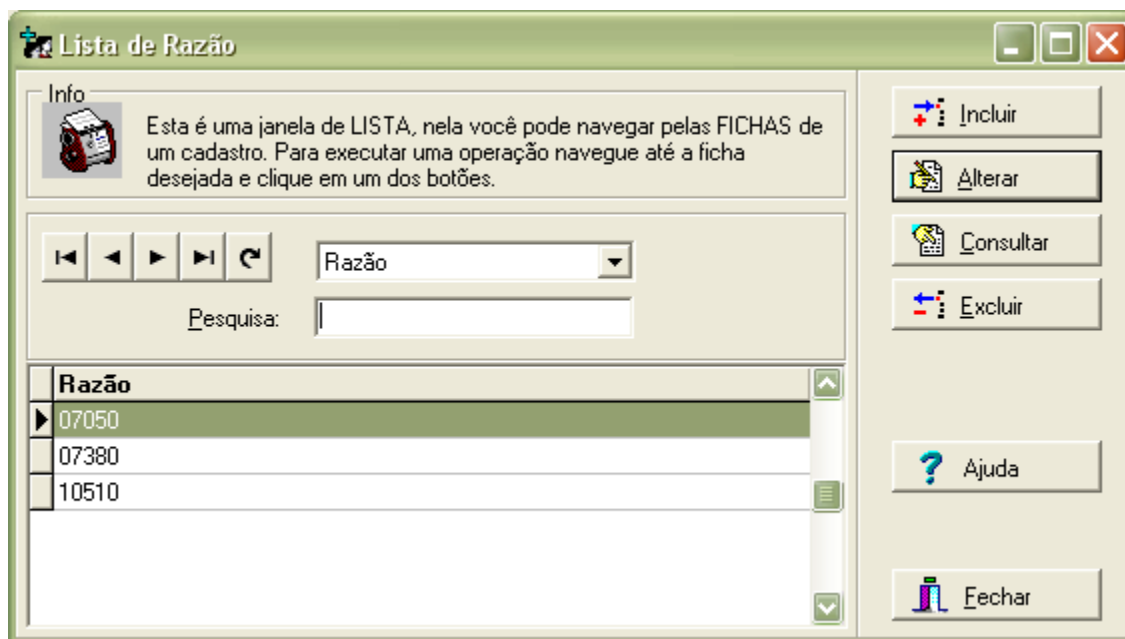 Lista de Razão
Info
Esta é uma janela de LISTA, nela você pode navegar pelas FICHAS de
um cadastro. Para executar uma operação navegue até a ficha
desejada e clique em um dos botões.
Razão
Pesquisa:
Razão
07050
07380
10510
Incluir
Alterar
Consultar
Excluir
Ajuda
Fechar